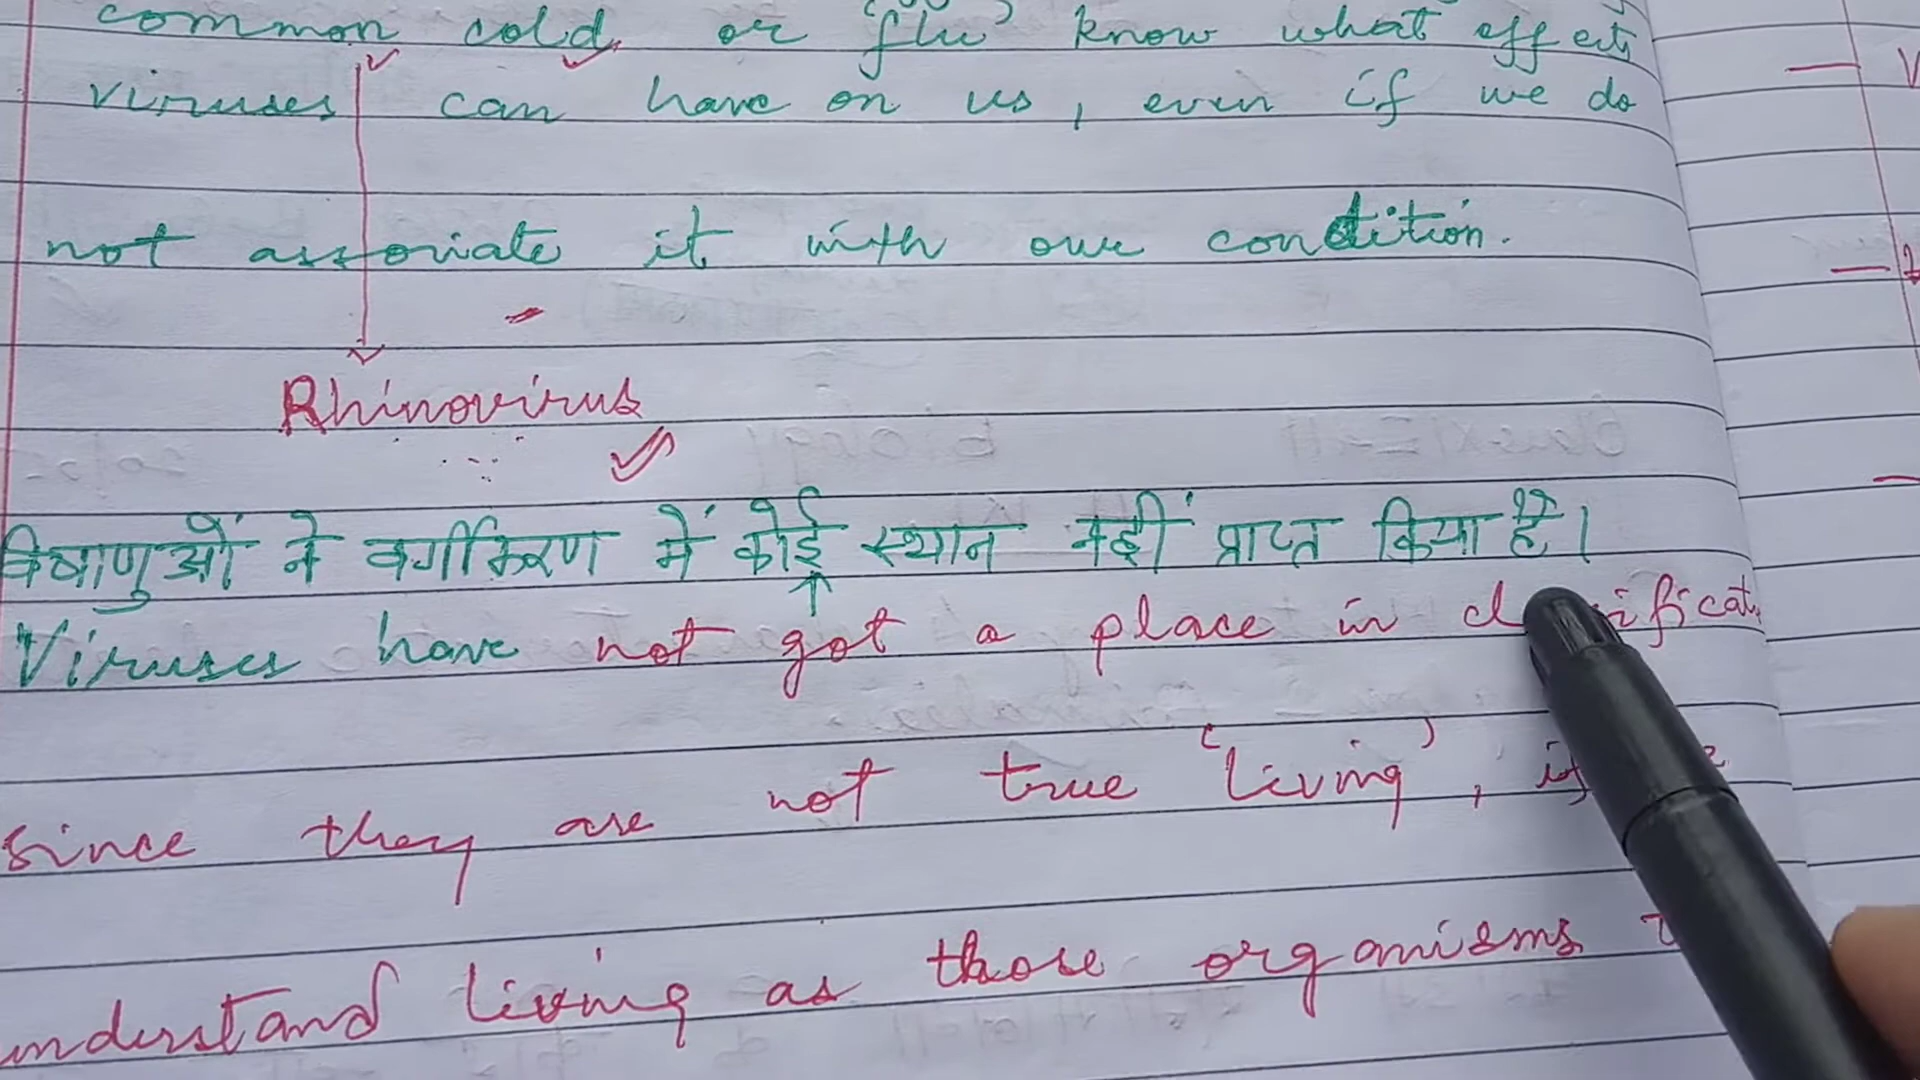 common cold, or 'flu' know what effects
viruses can have on us, even if we do
not associate it with our condition.
Rhinovirus
विषाणुओं ने वर्गीकरण में कोई स्थान नहीं प्राप्त किया है।
Viruses have not got a place in
since they are not true 'living', if
understand living as those organisms